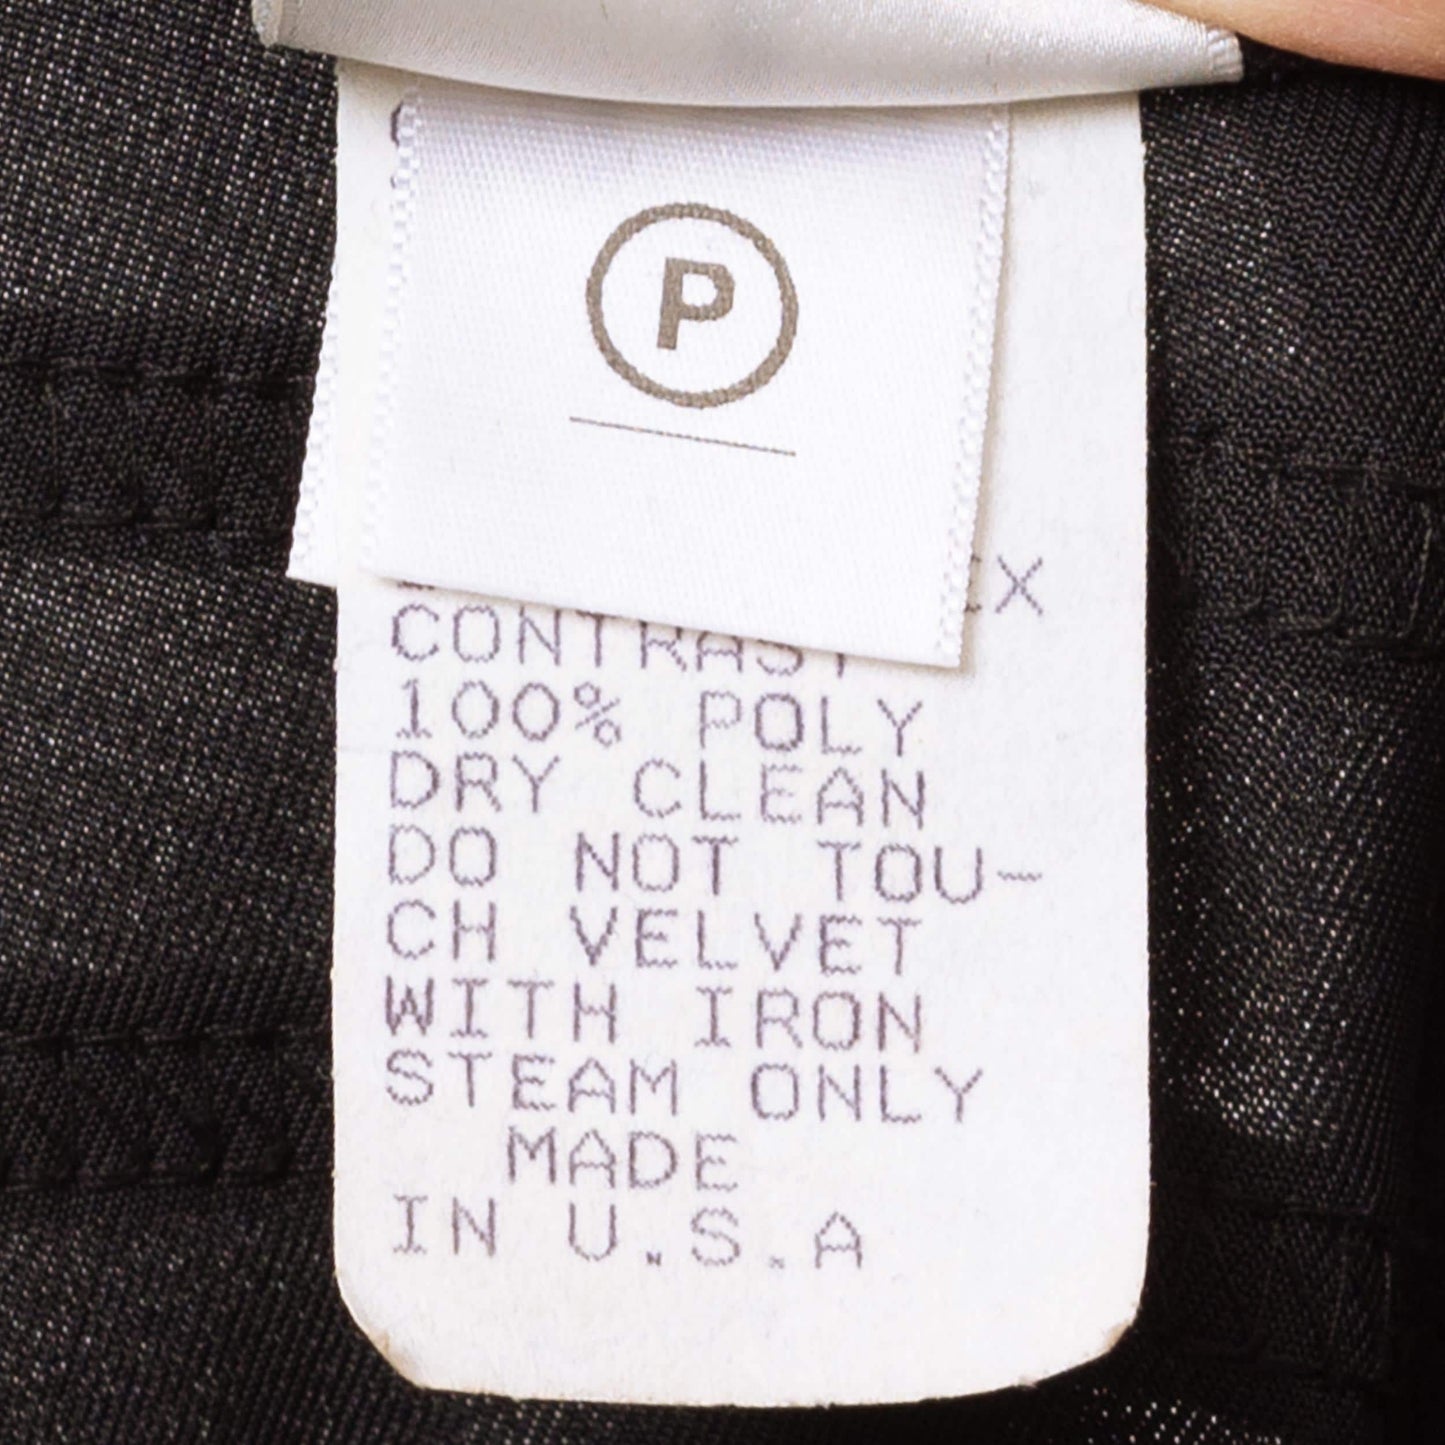 P
CONTRAST
100% POLY
DRY CLEAN
DO NOT TOU-
CH VELVET
WITH IRON
STEAM ONLY
MADE
IN U.S.A